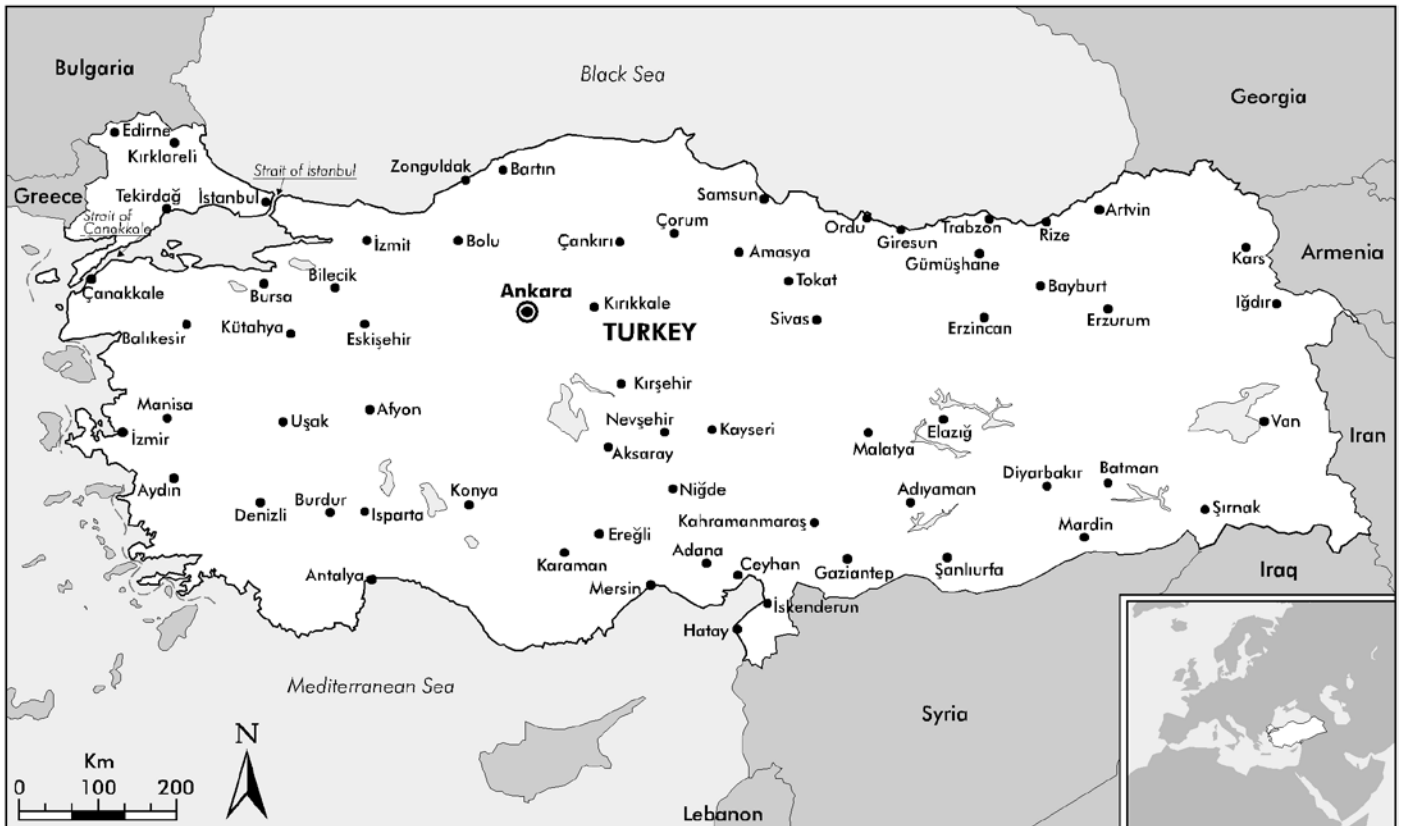 Bulgaria
Black Sea
Georgia
Edirne
Kırklareli
Greece
Tekirdağ
İstanbul
Strait of İstanbul
Strait of
Çanakkale
Zonguldak
Bartın
Samsun
Çorum
Ordu
Giresun
Trabzon
Rize
Artvin
Armenia
İzmit
Bolu
Çankırı
Amasya
Gümüşhane
Kars
Çanakkale
Bursa
Bilecik
Ankara
Kırıkkale
Tokat
Bayburt
Iğdır
Balıkesir
Kütahya
Eskişehir
TURKEY
Sivas
Erzincan
Erzurum
Kırşehir
Manisa
İzmir
Uşak
Afyon
Nevşehir
Kayseri
Aksaray
Malatya
Elazığ
Van
Iran
Aydın
Denizli
Burdur
Isparta
Konya
Niğde
Adıyaman
Diyarbakır
Batman
Şırnak
Kahramanmaraş
Mardin
Ereğli
Karaman
Adana
Ceyhan
Gaziantep
Şanlıurfa
Iraq
Antalya
Mersin
İskenderun
Hatay
Mediterranean Sea
Syria
N
Km
0 100 200
Lebanon